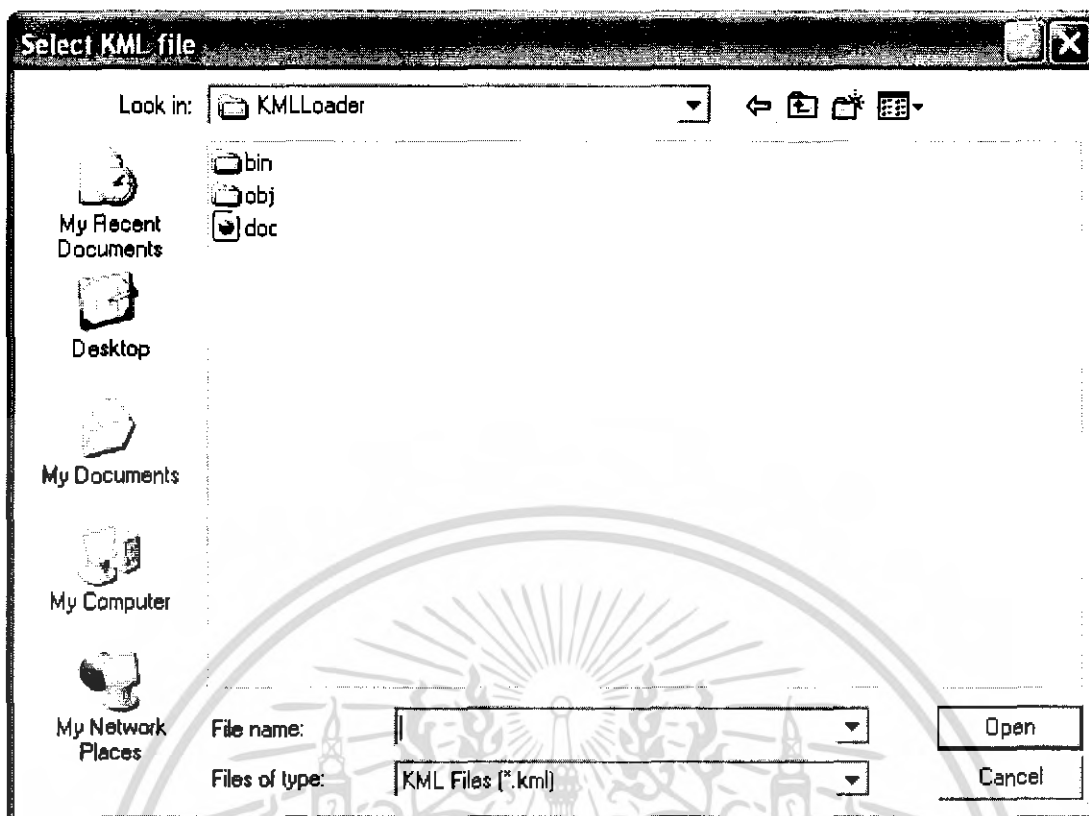 Select KML file
Look in: KMLLoader
bin
obj
doc
My Recent
Documents
Desktop
My Documents
My Computer
My Network
Places
File name:
Open
Files of type: KML Files (*.kml)
Cancel